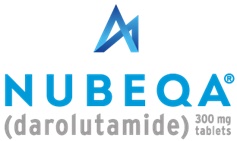 NUBEQA®
(darolutamide) 300 mg
tablets